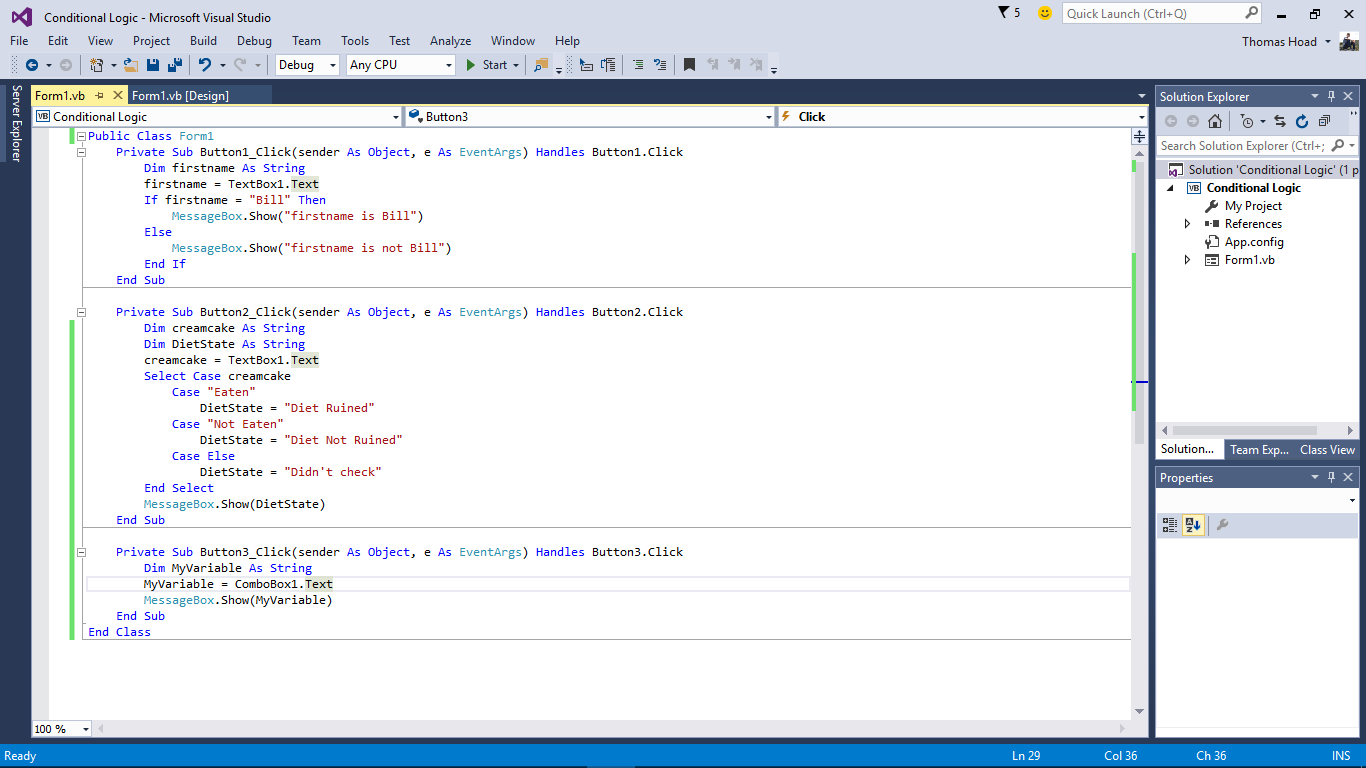 Conditional Logic - Microsoft Visual Studio
5
Quick Launch (Ctrl+Q)
File Edit View Project Build Debug Team Tools Test Analyze Window Help
Thomas Hoad
Debug Any CPU Start
Server Explorer
Form1.vb Form1.vb [Design]
Conditional Logic Button3 Click
Public Class Form1
Private Sub Button1_Click(sender As Object, e As EventArgs) Handles Button1.Click
Dim firstname As String
firstname = TextBox1.Text
If firstname = "Bill" Then
MessageBox.Show("firstname is Bill")
Else
MessageBox.Show("firstname is not Bill")
End If
End Sub
Private Sub Button2_Click(sender As Object, e As EventArgs) Handles Button2.Click
Dim creamcake As String
Dim DietState As String
creamcake = TextBox1.Text
Select Case creamcake
Case "Eaten"
DietState = "Diet Ruined"
Case "Not Eaten"
DietState = "Diet Not Ruined"
Case Else
DietState = "Didn't check"
End Select
MessageBox.Show(DietState)
End Sub
Private Sub Button3_Click(sender As Object, e As EventArgs) Handles Button3.Click
Dim MyVariable As String
MyVariable = ComboBox1.Text
MessageBox.Show(MyVariable)
End Sub
End Class
100 %
Solution Explorer
Search Solution Explorer (Ctrl+;
Solution 'Conditional Logic' (1 p
VB Conditional Logic
My Project
References
App.config
Form1.vb
Solution... Team Exp... Class View
Properties
Ready Ln 29 Col 36 Ch 36 INS